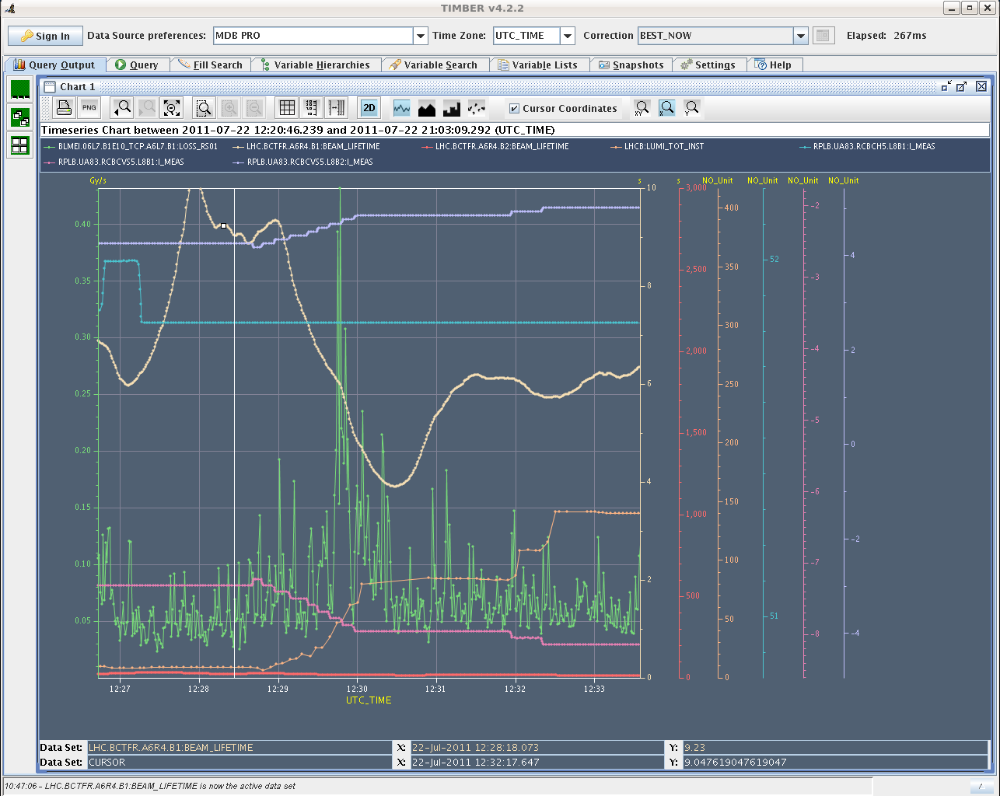 TIMBER v4.2.2
Sign In Data Source preferences: MDB PRO Time Zone: UTC_TIME Correction BEST_NOW Elapsed: 267ms
Query Output Query Fill Search Variable Hierarchies Variable Search Variable Lists Snapshots Settings Help
Chart 1
PNG 2D Cursor Coordinates XY X Y
Timeseries Chart between 2011-07-22 12:20:46.239 and 2011-07-22 21:03:09.292 (UTC_TIME)
BLMEI.06L7.B1E10_TCP.A6L7.B1:LOSS_RS01 LHC.BCTFR.A6R4.B1:BEAM_LIFETIME LHC.BCTFR.A6R4.B2:BEAM_LIFETIME LHCB:LUMI_TOT_INST RPLB.UA83.RCBCH5.L8B1:I_MEAS
RPLB.UA83.RCBCVS5.L8B1:I_MEAS RPLB.UA83.RCBCVS5.L8B2:I_MEAS
Gy/s s s NO_Unit NO_Unit NO_Unit NO_Unit
10 3,000
-2
400
0.40
52 4
350
2,500
-3
0.35 8
300
0.30
2,000 -4 2
6 250
0.25
-5
1,500
200 0
0.20
4
-6
0.15 150
1,000
-2
100 -7
0.10
2
500
0.05 50 51
-8 -4
0 0 0
12:27 12:28 12:29 12:30 12:31 12:32 12:33
UTC_TIME
Data Set: LHC.BCTFR.A6R4.B1:BEAM_LIFETIME X: 22-Jul-2011 12:28:18.073 Y: 9.23
Data Set: CURSOR X: 22-Jul-2011 12:32:17.647 Y: 9.047619047619047
10:47:06 - LHC.BCTFR.A6R4.B1:BEAM_LIFETIME is now the active data set